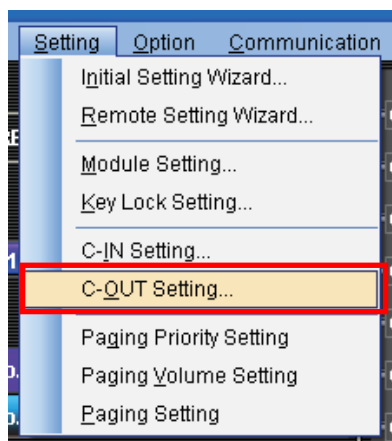 Setting Option Communication
Initial Setting Wizard...
Remote Setting Wizard...
Module Setting...
Key Lock Setting...
C-IN Setting...
C-OUT Setting...
Paging Priority Setting
Paging Volume Setting
Paging Setting